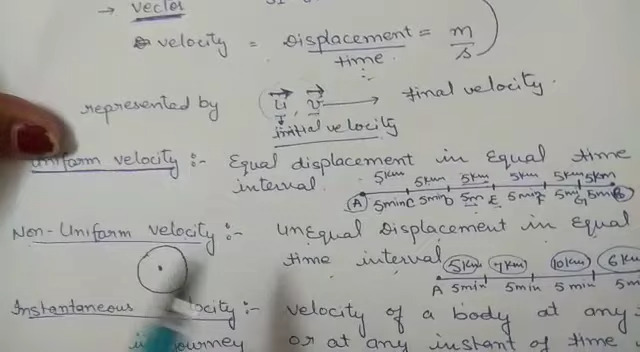 → vector
velocity = Displacement/time = m/s
represented by u⃗, v⃗ → final velocity.
initial velocity
Uniform velocity :- Equal displacement in Equal time
interval.
5km 5km 5km 5km 5km 5km
A 5min C 5min D 5m E 5min F 5min G 5min B
Non-Uniform velocity :- UnEqual Displacement in Equal
time interval
5km 7km 10km 6km
A 5min 5min 5min 5m
Instantaneous velocity :- velocity of a body at any
journey or at any instant of time